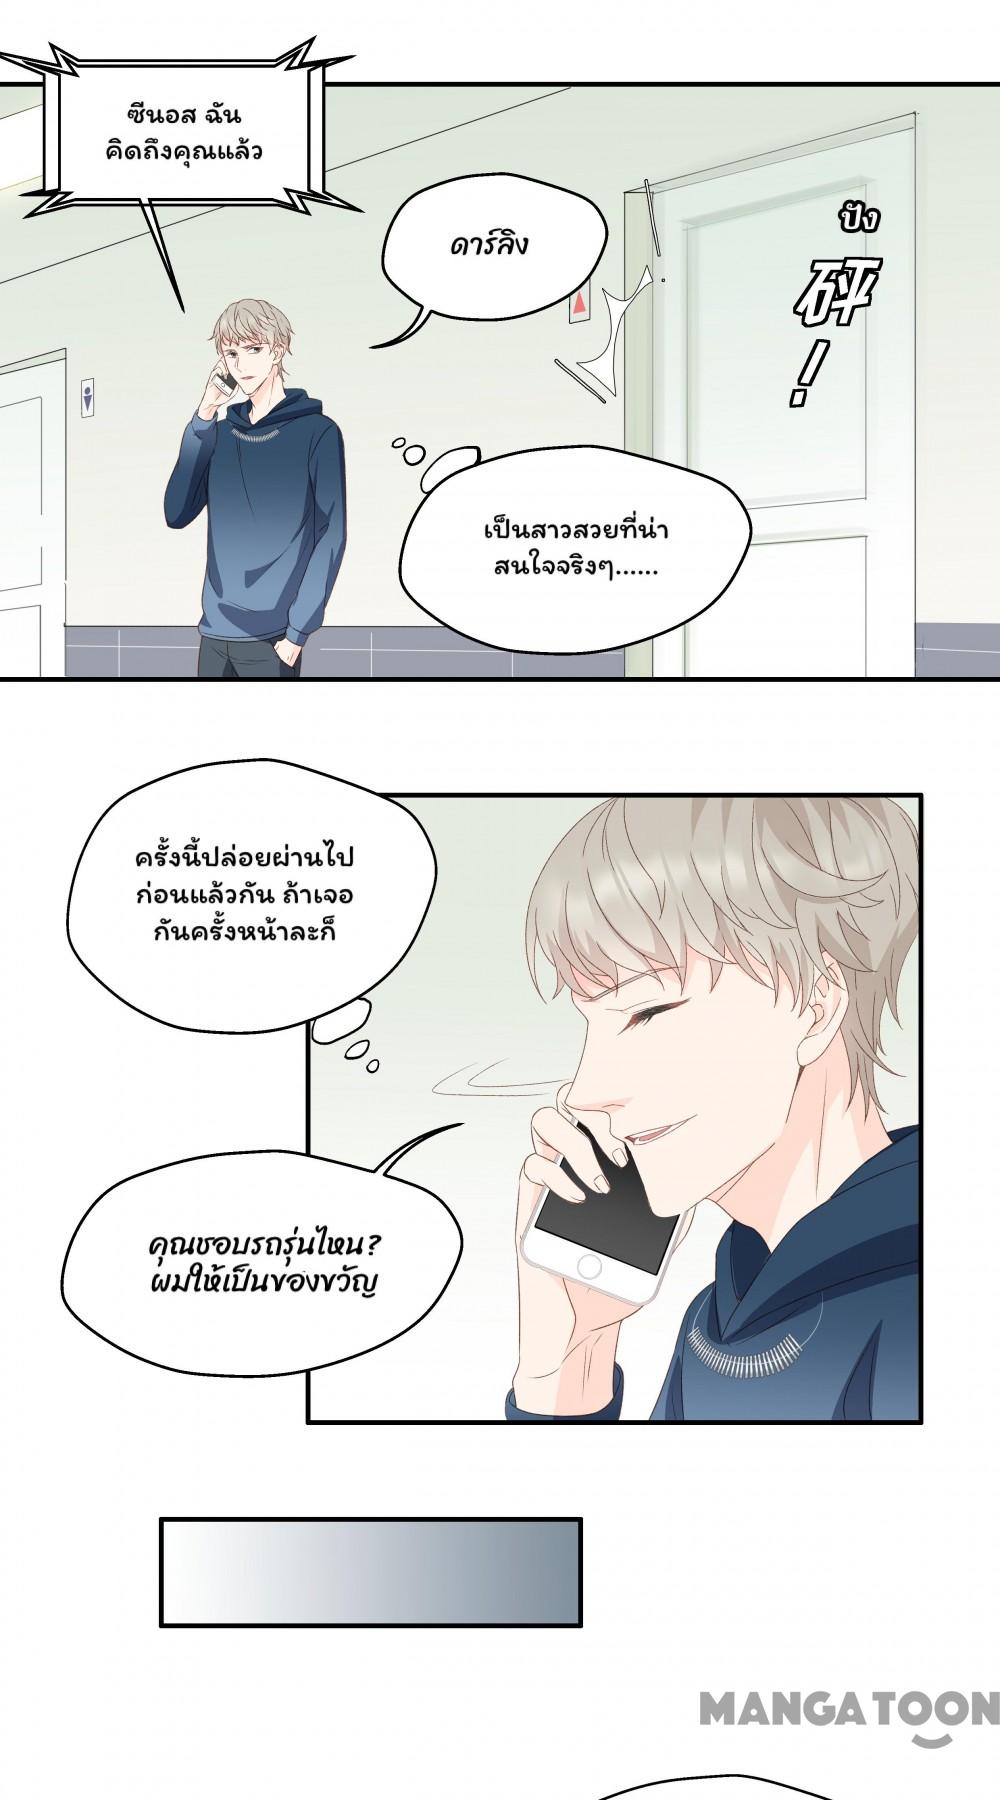 ซีนอส ฉัน
คิดถึงคุณแล้ว
ดาร์ลิง
ปัง
砰!
เป็นสาวสวยที่น่า
สนใจจริงๆ......
ครั้งนี้ปล่อยผ่านไป
ก่อนแล้วกัน ถ้าเจอ
กันครั้งหน้าละก็
คุณชอบรถรุ่นไหน?
ผมให้เป็นของขวัญ
MANGATOON